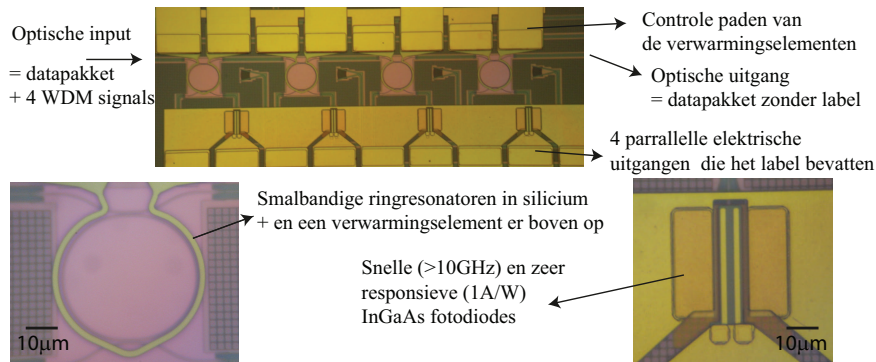 Optische input
= datapakket
+ 4 WDM signals
Controle paden van
de verwarmingselementen
Optische uitgang
= datapakket zonder label
4 parrallelle elektrische
uitgangen die het label bevatten
Smalbandige ringresonatoren in silicium
+ en een verwarmingselement er boven op
Snelle (>10GHz) en zeer
responsieve (1A/W)
InGaAs fotodiodes
10μm
10μm